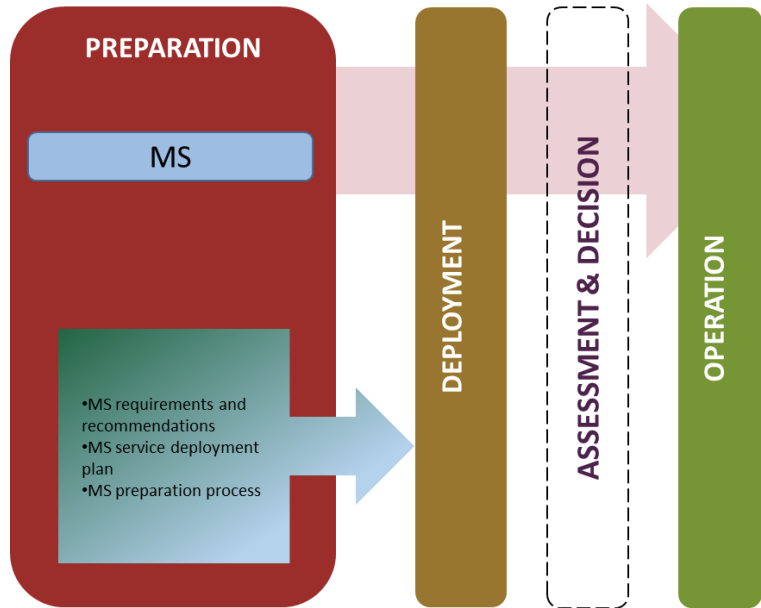 PREPARATION
MS
•MS requirements and
recommendations
•MS service deployment
plan
•MS preparation process
DEPLOYMENT
ASSESSMENT & DECISION
OPERATION